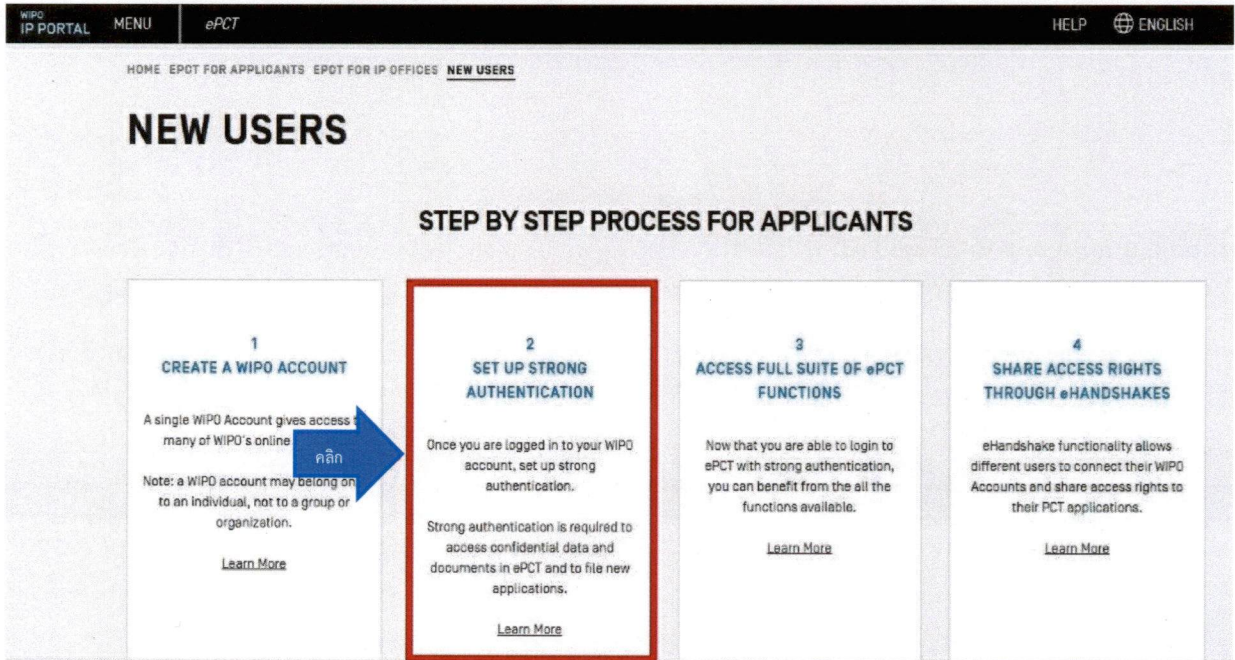 WIPO
IP PORTAL MENU ePCT HELP ENGLISH
HOME EPCT FOR APPLICANTS EPCT FOR IP OFFICES NEW USERS
NEW USERS
STEP BY STEP PROCESS FOR APPLICANTS
1
CREATE A WIPO ACCOUNT
A single WIPO Account gives access
many of WIPO's online
Note: a WIPO account may belong
to an individual, not to a group or
organization.
Learn More
คลิก
2
SET UP STRONG
AUTHENTICATION
Once you are logged in to your WIPO
account, set up strong
authentication.
Strong authentication is required to
access confidential data and
documents in ePCT and to file new
applications.
Learn More
3
ACCESS FULL SUITE OF ePCT
FUNCTIONS
Now that you are able to login to
ePCT with strong authentication,
you can benefit from the all the
functions available.
Learn More
4
SHARE ACCESS RIGHTS
THROUGH eHANDSHAKES
eHandshake functionality allows
different users to connect their WIPO
Accounts and share access rights to
their PCT applications.
Learn More